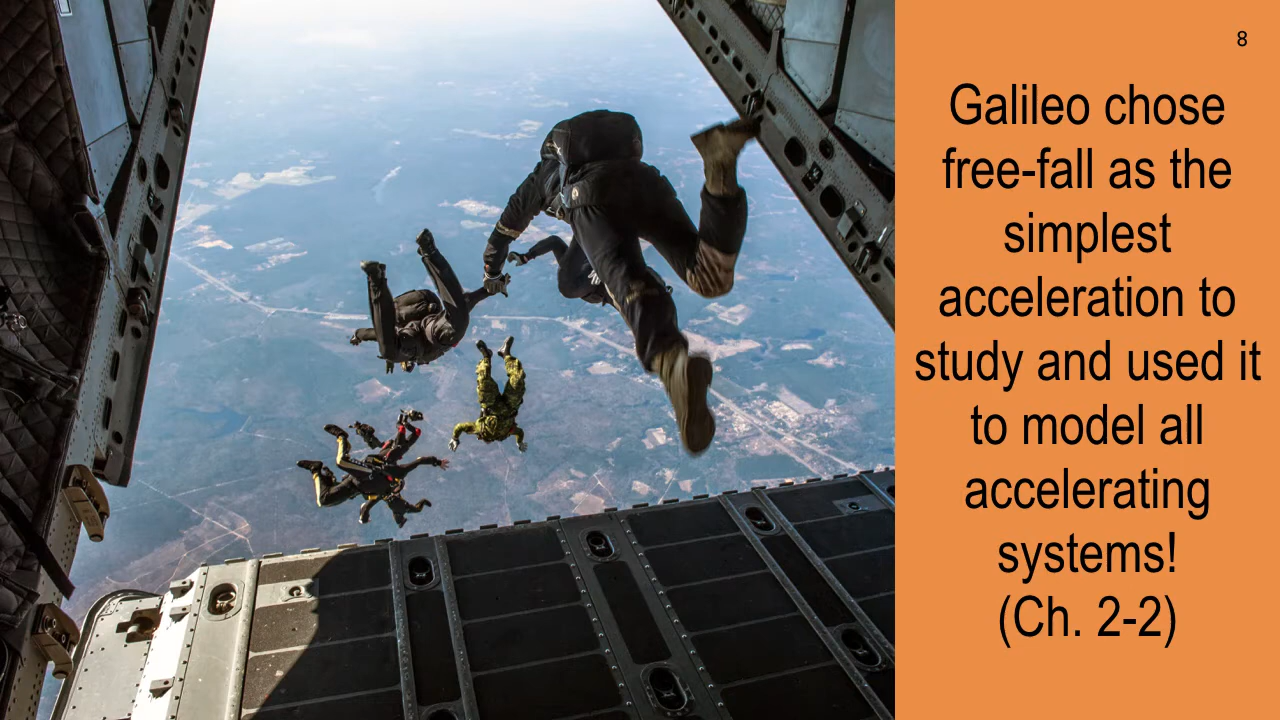 8
Galileo chose
free-fall as the
simplest
acceleration to
study and used it
to model all
accelerating
systems!
(Ch. 2-2)